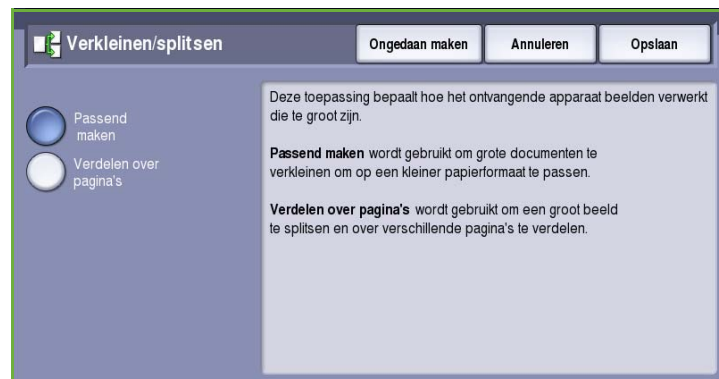 Verkleinen/splitsen
Ongedaan maken
Annuleren
Opslaan
Passend
maken
Verdelen over
pagina's
Deze toepassing bepaalt hoe het ontvangende apparaat beelden verwerkt
die te groot zijn.
Passend maken wordt gebruikt om grote documenten te
verkleinen om op een kleiner papierformaat te passen.
Verdelen over pagina's wordt gebruikt om een groot beeld
te splitsen en over verschillende pagina's te verdelen.